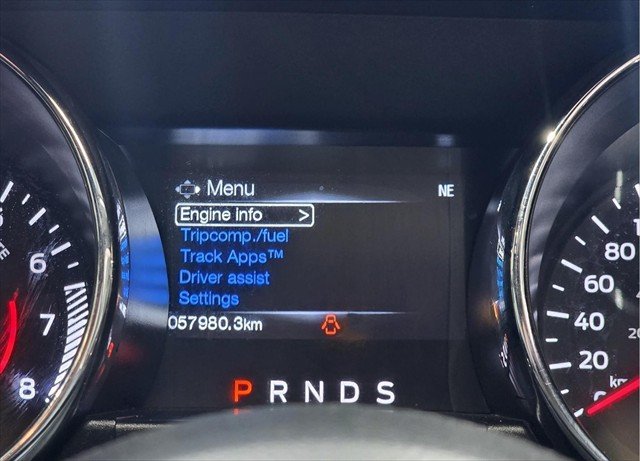 Menu NE
Engine info >
Tripcomp./fuel
Track Apps™
Driver assist
Settings
057980.3km
P R N D S
6
7
8
80
60
40
20
0